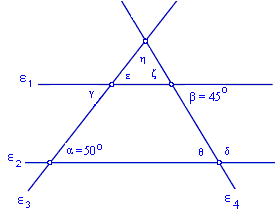 η
ε₁ ε ζ
γ β = 45°
α = 50° θ δ
ε₂
ε₃ ε₄